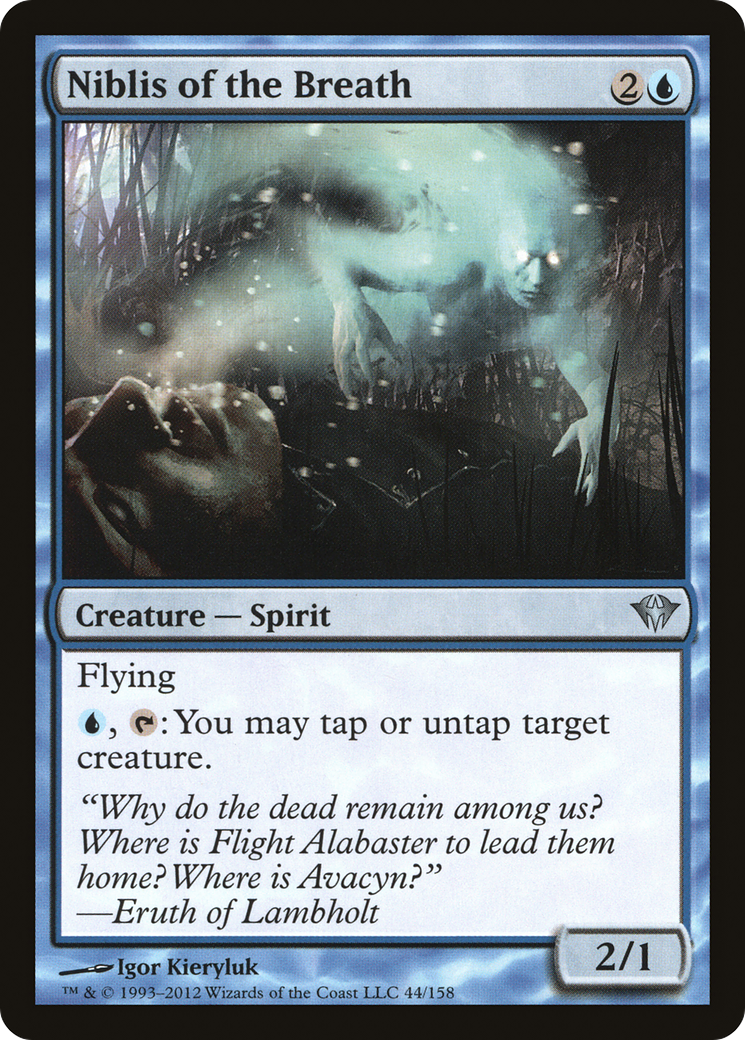 Niblis of the Breath 2
Creature — Spirit
Flying
, : You may tap or untap target
creature.
“Why do the dead remain among us?
Where is Flight Alabaster to lead them
home? Where is Avacyn?”
—Eruth of Lambholt
2/1
Igor Kieryluk
™ & © 1993–2012 Wizards of the Coast LLC 44/158